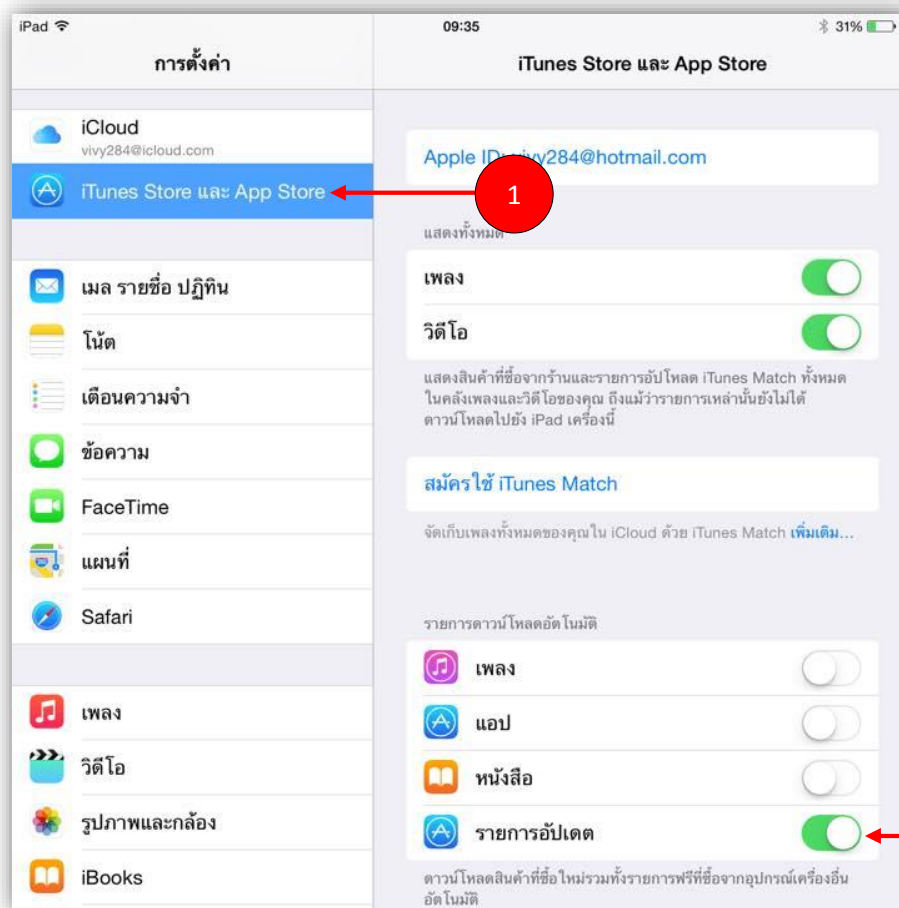 iPad
09:35
31%
การตั้งค่า
iTunes Store และ App Store
iCloud
vivy284@icloud.com
iTunes Store และ App Store
1
เมล รายชื่อ ปฏิทิน
โน้ต
เตือนความจำ
ข้อความ
FaceTime
แผนที่
Safari
เพลง
วิดีโอ
รูปภาพและกล้อง
iBooks
Apple ID: vivy284@hotmail.com
แสดงทั้งหมด
เพลง
วิดีโอ
แสดงสินค้าที่ซื้อจากร้านและรายการอัปโหลด iTunes Match ทั้งหมด
ในคลังเพลงและวิดีโอของคุณ ถึงแม้ว่ารายการเหล่านั้นยังไม่ได้
ดาวน์โหลดไปยัง iPad เครื่องนี้
สมัครใช้ iTunes Match
จัดเก็บเพลงทั้งหมดของคุณใน iCloud ด้วย iTunes Match เพิ่มเติม...
รายการดาวน์โหลดอัตโนมัติ
เพลง
แอป
หนังสือ
รายการอัปเดต
ดาวน์โหลดสินค้าที่ซื้อใหม่รวมทั้งรายการฟรีที่ซื้อจากอุปกรณ์เครื่องอื่น
อัตโนมัติ